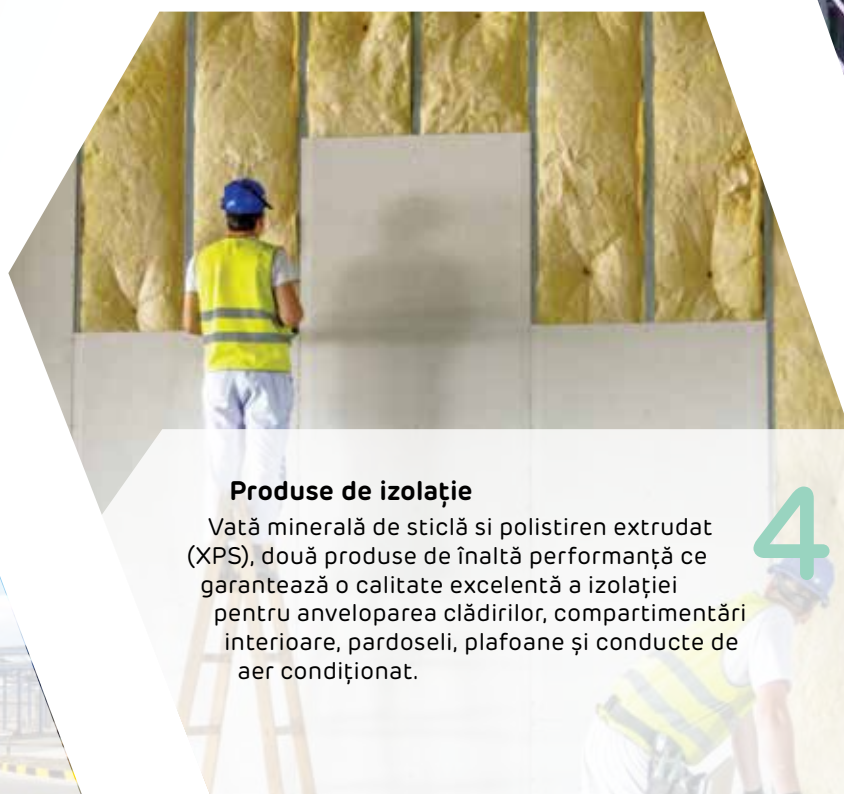 Produse de izolație
Vată minerală de sticlă si polistiren extrudat
(XPS), două produse de înaltă performanță ce
garantează o calitate excelentă a izolației
pentru anveloparea clădirilor, compartimentări
interioare, pardoseli, plafoane și conducte de
aer condiționat.
4